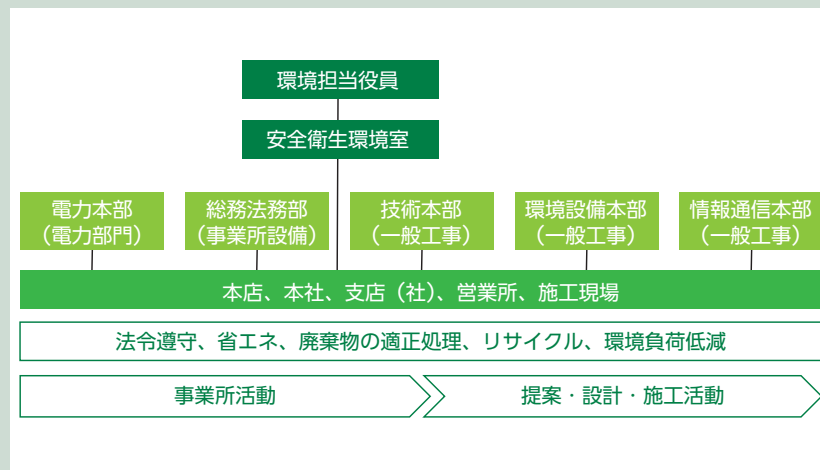 環境担当役員
安全衛生環境室
電力本部
（電力部門）
総務法務部
（事業所設備）
技術本部
（一般工事）
環境設備本部
（一般工事）
情報通信本部
（一般工事）
本店、本社、支店（社）、営業所、施工現場
法令遵守、省エネ、廃棄物の適正処理、リサイクル、環境負荷低減
事業所活動
提案・設計・施工活動